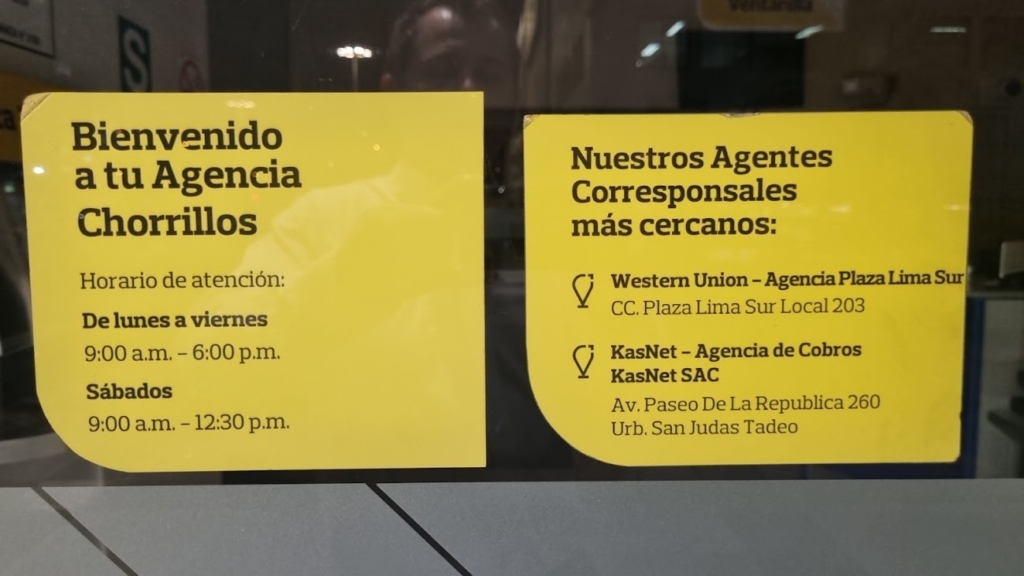 Ventanilla
S
Bienvenido
a tu Agencia
Chorrillos
Horario de atención:
De lunes a viernes
9:00 a.m. – 6:00 p.m.
Sábados
9:00 a.m. – 12:30 p.m.
Nuestros Agentes
Corresponsales
más cercanos:
Western Union – Agencia Plaza Lima Sur
CC. Plaza Lima Sur Local 203
KasNet – Agencia de Cobros
KasNet SAC
Av. Paseo De La Republica 260
Urb. San Judas Tadeo